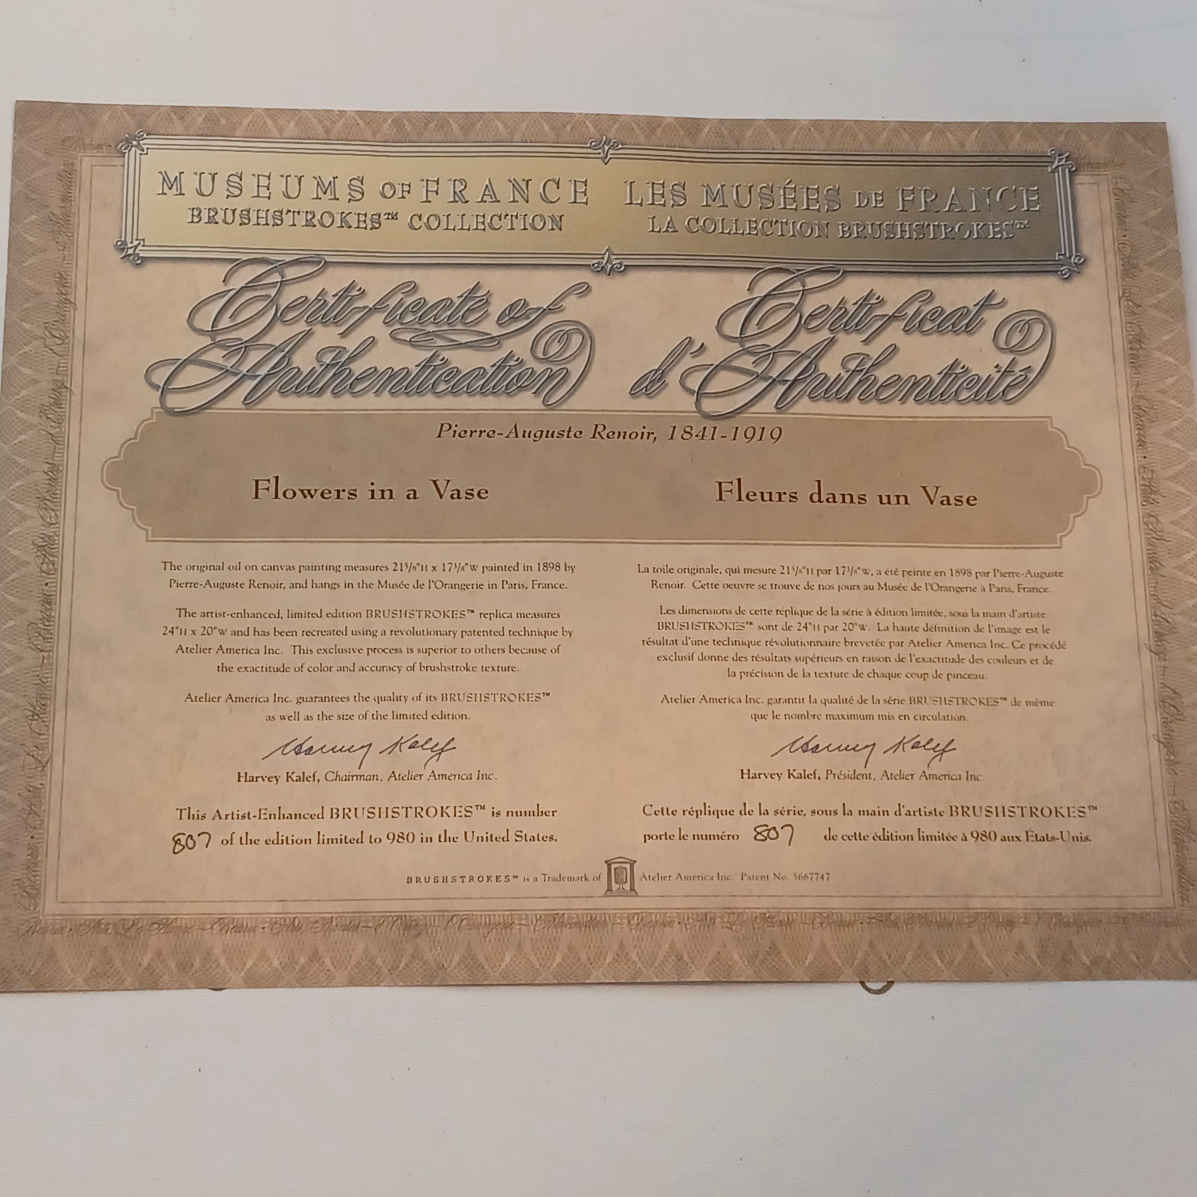 MUSEUMS OF FRANCE
BRUSHSTROKES™ COLLECTION
LES MUSÉES DE FRANCE
LA COLLECTION BRUSHSTROKES™
Certificate of
Authentication
Certificat
d'Authenticité
Pierre-Auguste Renoir, 1841-1919
Flowers in a Vase
Fleurs dans un Vase
The original oil on canvas painting measures 21⅝"H x 17⅛"W painted in 1898 by
Pierre-Auguste Renoir, and hangs in the Musée de l'Orangerie in Paris, France.
The artist-enhanced, limited edition BRUSHSTROKES™ replica measures
24"H x 20"W and has been recreated using a revolutionary patented technique by
Atelier America Inc. This exclusive process is superior to others because of
the exactitude of color and accuracy of brushstroke texture.
Atelier America Inc. guarantees the quality of its BRUSHSTROKES™
as well as the size of the limited edition.
Harvey Kalef
Harvey Kalef, Chairman, Atelier America Inc.
This Artist-Enhanced BRUSHSTROKES™ is number
807 of the edition limited to 980 in the United States.
La toile originale, qui mesure 21⅝"H par 17⅛"W, a été peinte en 1898 par Pierre-Auguste
Renoir. Cette oeuvre se trouve de nos jours au Musée de l'Orangerie à Paris, France.
Les dimensions de cette réplique de la série à édition limitée, sous la main d'artiste
BRUSHSTROKES™ sont de 24"H par 20"W. La haute définition de l'image est le
résultat d'une technique révolutionnaire brevetée par Atelier America Inc. Ce procédé
exclusif donne des résultats supérieurs en raison de l'exactitude des couleurs et de
la précision de la texture de chaque coup de pinceau.
Atelier America Inc. garantit la qualité de la série BRUSHSTROKES™ de même
que le nombre maximum mis en circulation.
Harvey Kalef
Harvey Kalef, Président, Atelier America Inc
Cette réplique de la série, sous la main d'artiste BRUSHSTROKES™
porte le numéro 807 de cette édition limitée à 980 aux États-Unis.
BRUSHSTROKES™ is a Trademark of Atelier America Inc. Patent No. 5667747